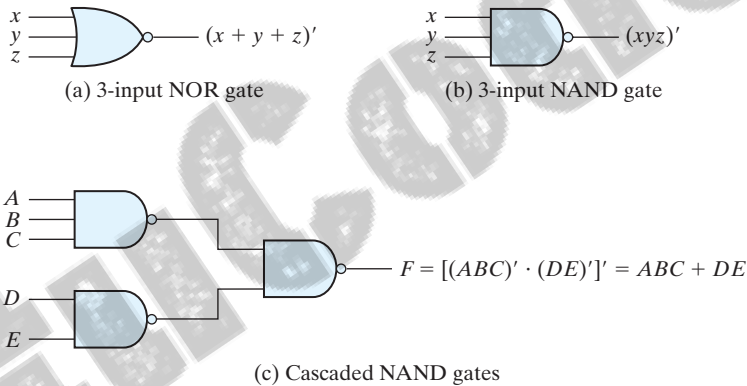 x
y
z
(x + y + z)′
(a) 3-input NOR gate
x
y
z
(xyz)′
(b) 3-input NAND gate
A
B
C
D
E
F = [(ABC)′ · (DE)′]′ = ABC + DE
(c) Cascaded NAND gates